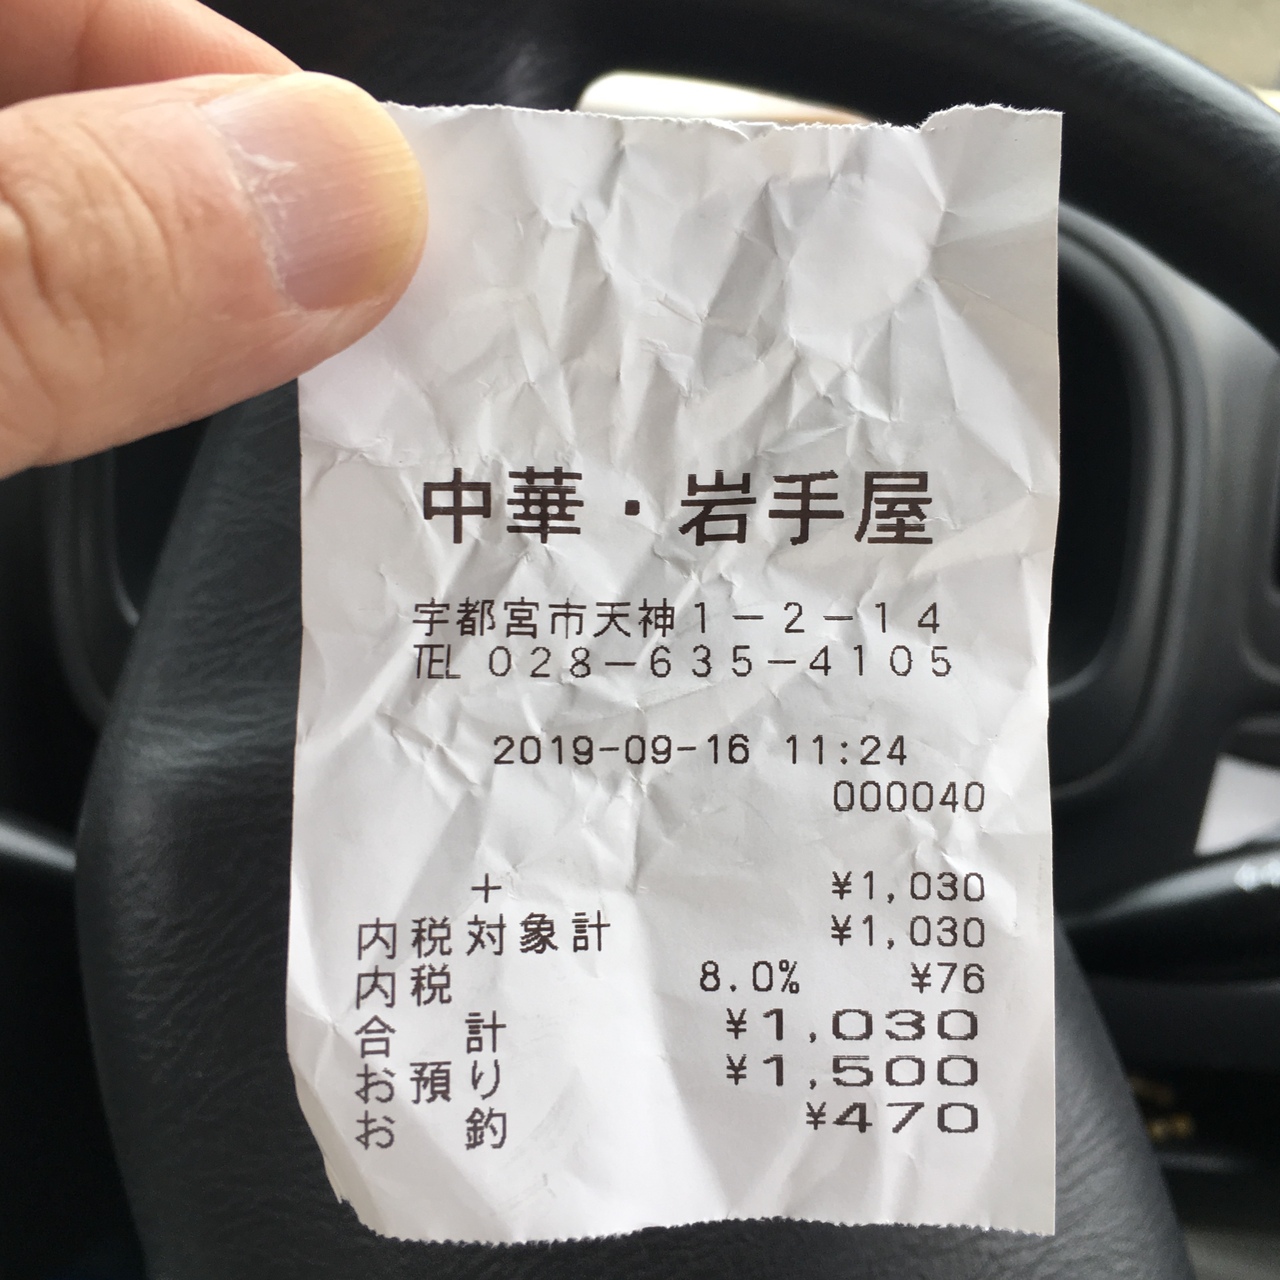 中華・岩手屋
宇都宮市天神1-2-14
TEL 028-635-4105
2019-09-16 11:24
000040
+ ¥1,030
内税対象計 ¥1,030
内税 8.0% ¥76
合計 ¥1,030
お預り ¥1,500
お釣 ¥470